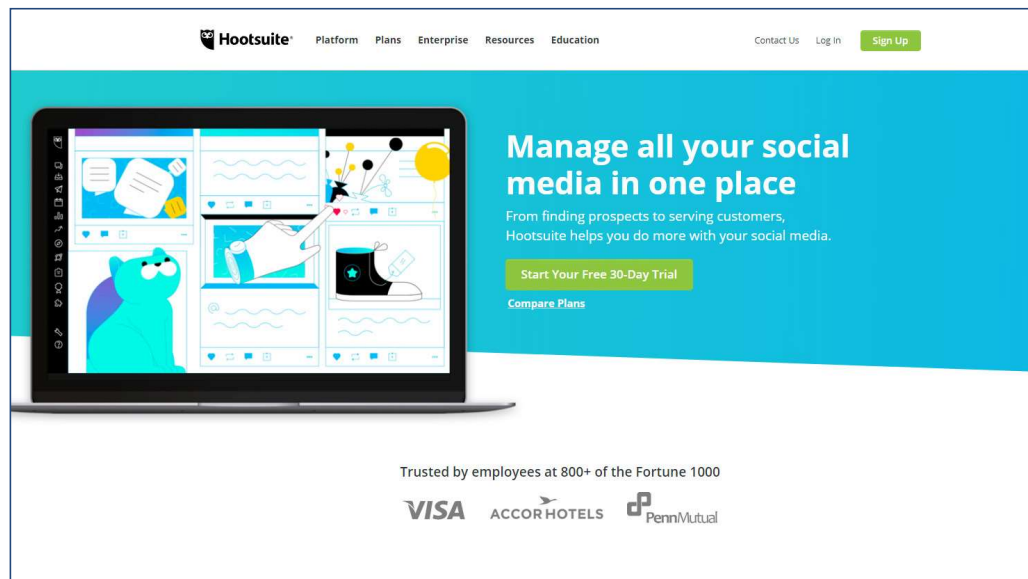 Hootsuite®
Platform Plans Enterprise Resources Education
Contact Us Log In Sign Up
Manage all your social
media in one place
From finding prospects to serving customers,
Hootsuite helps you do more with your social media.
Start Your Free 30-Day Trial
Compare Plans
Trusted by employees at 800+ of the Fortune 1000
VISA ACCORHOTELS PennMutual